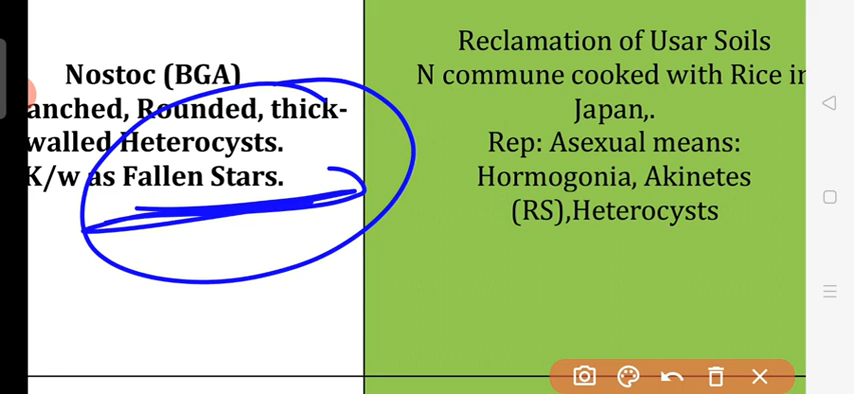 Nostoc (BGA)
anched, Rounded, thick-
walled Heterocysts.
K/w as Fallen Stars.
Reclamation of Usar Soils
N commune cooked with Rice in
Japan,.
Rep: Asexual means:
Hormogonia, Akinetes
(RS),Heterocysts